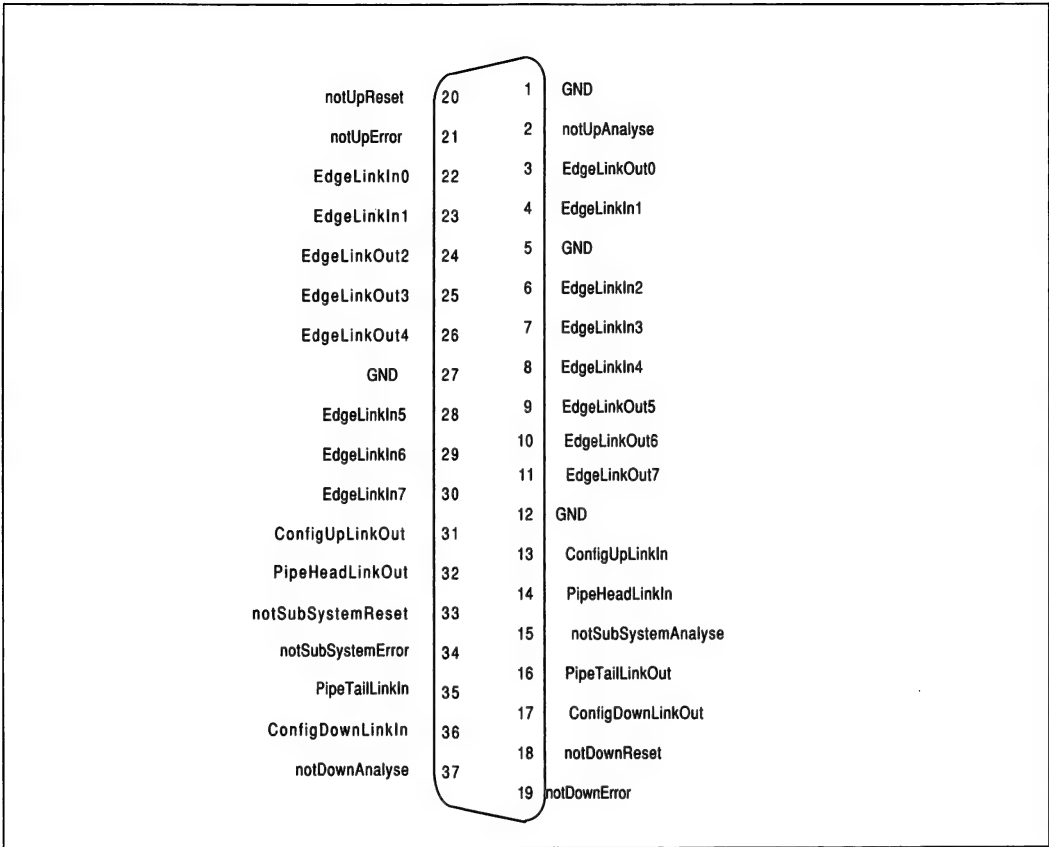 notUpReset 20 1 GND
notUpError 21 2 notUpAnalyse
EdgeLinkIn0 22 3 EdgeLinkOut0
EdgeLinkIn1 23 4 EdgeLinkIn1
EdgeLinkOut2 24 5 GND
EdgeLinkOut3 25 6 EdgeLinkIn2
EdgeLinkOut4 26 7 EdgeLinkIn3
GND 27 8 EdgeLinkIn4
EdgeLinkIn5 28 9 EdgeLinkOut5
EdgeLinkIn6 29 10 EdgeLinkOut6
EdgeLinkIn7 30 11 EdgeLinkOut7
ConfigUpLinkOut 31 12 GND
PipeHeadLinkOut 32 13 ConfigUpLinkIn
notSubSystemReset 33 14 PipeHeadLinkIn
notSubSystemError 34 15 notSubSystemAnalyse
PipeTailLinkIn 35 16 PipeTailLinkOut
ConfigDownLinkIn 36 17 ConfigDownLinkOut
notDownAnalyse 37 18 notDownReset
19 notDownError